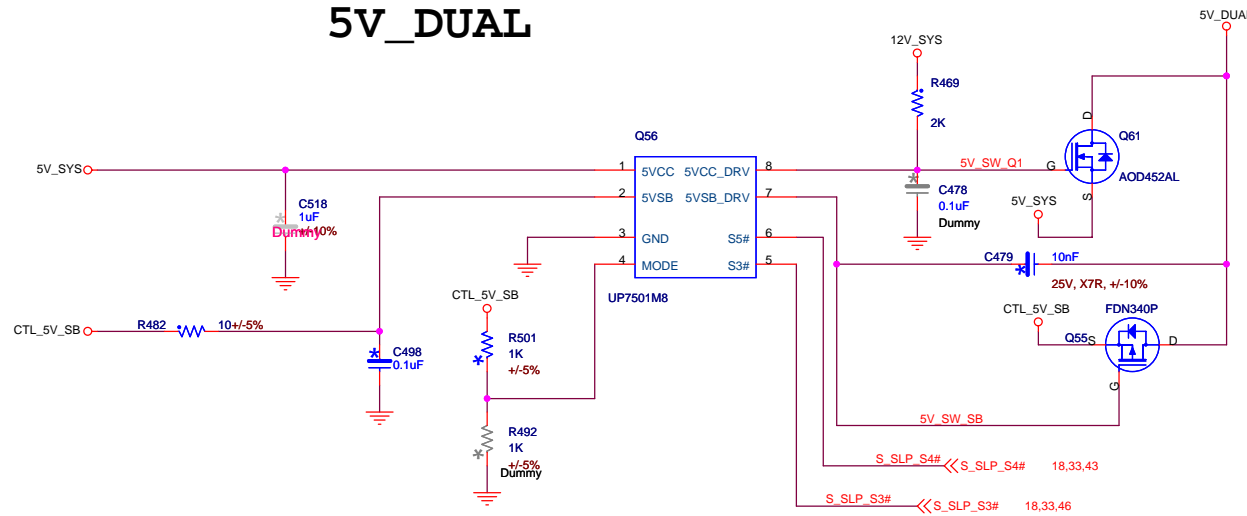 5V_DUAL
5V_DUAL
12V_SYS
R469
2K
Q56
D
Q61
G
AOD452AL
S
5V_SYS
1
5VCC
5VCC_DRV
8
5V_SW_Q1
2
5VSB
5VSB_DRV
7
C478
0.1uF
Dummy
C518
1uF
+/-10%
Dummy
5V_SYS
3
GND
S5#
6
4
MODE
S3#
5
C479
10nF
25V, X7R, +/-10%
UP7501M8
CTL_5V_SB
CTL_5V_SB
FDN340P
CTL_5V_SB
R482
10+/-5%
R501
1K
+/-5%
Q55
S
D
G
C498
0.1uF
5V_SW_SB
R492
1K
+/-5%
Dummy
S_SLP_S4#
S_SLP_S4#
18,33,43
S_SLP_S3#
S_SLP_S3#
18,33,46